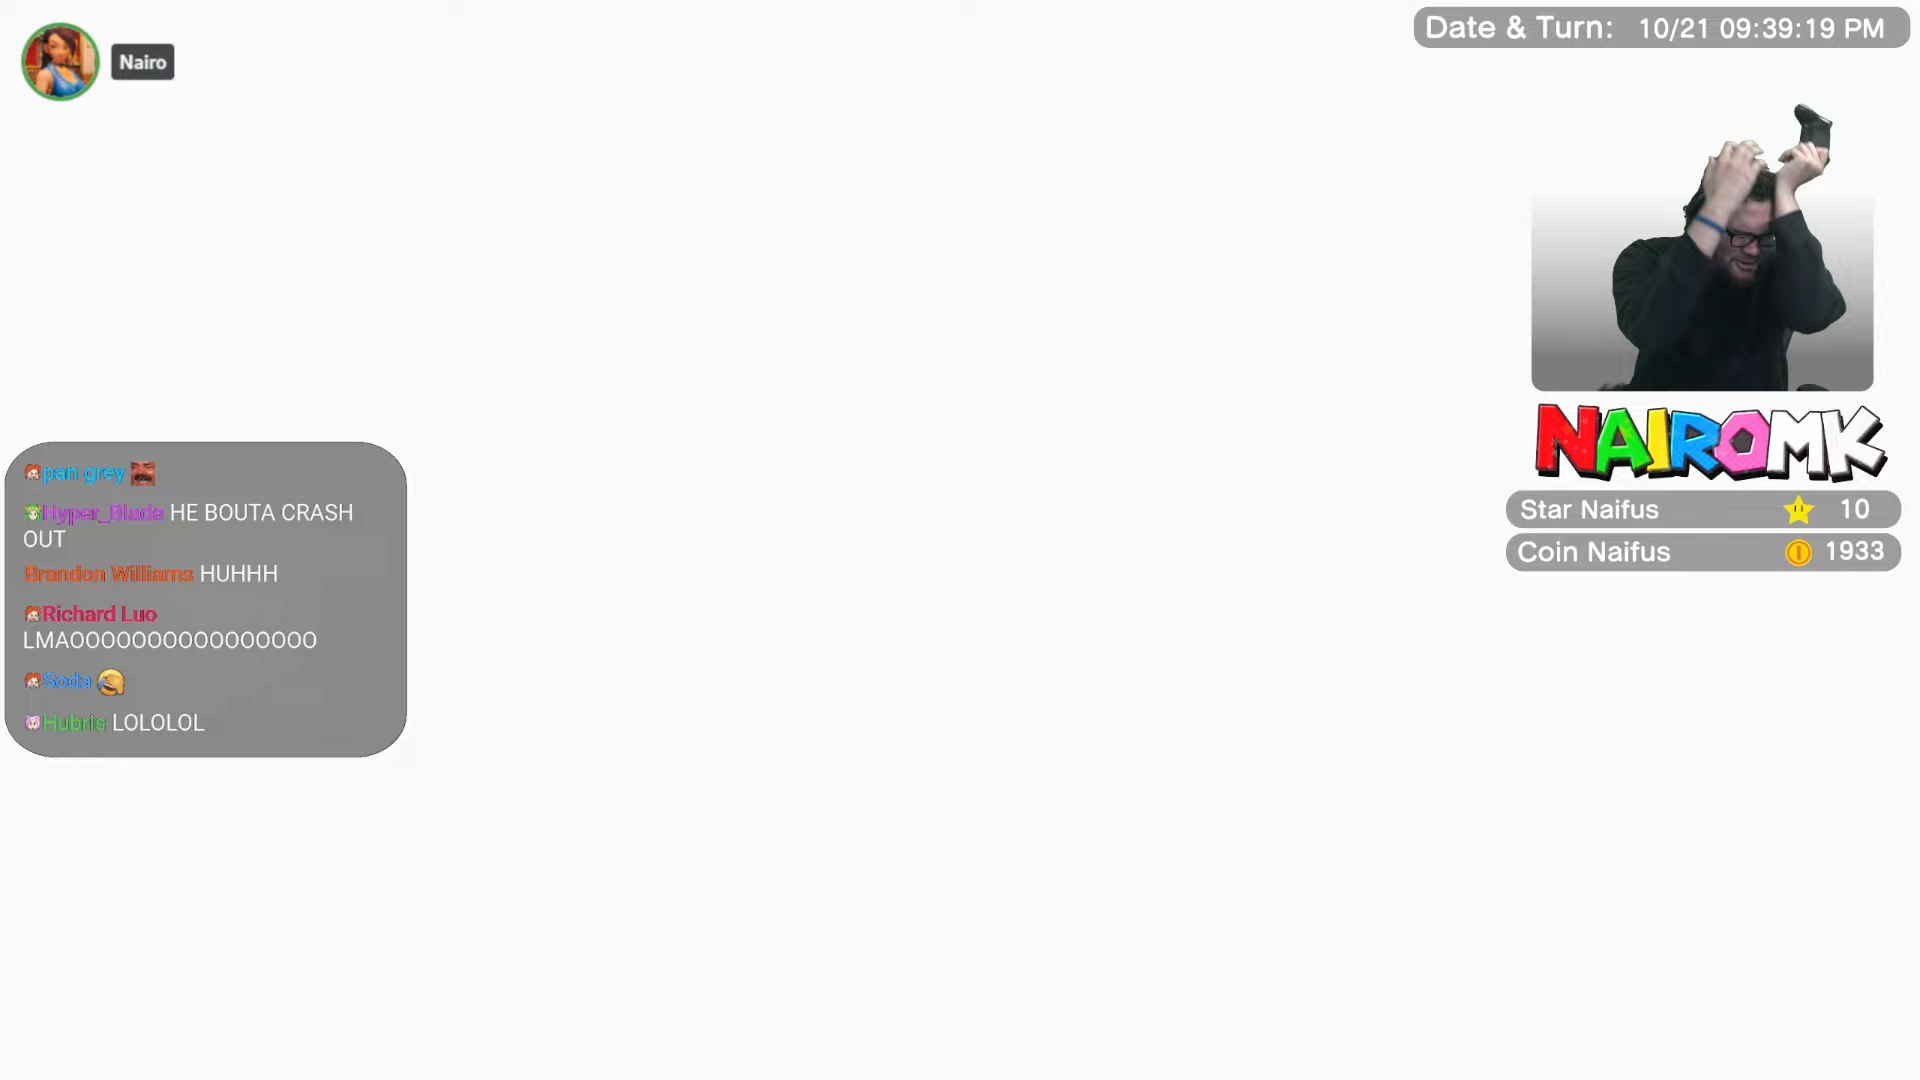 Nairo
Date & Turn: 10/21 09:39:19 PM
NAIROMK
Star Naifus 10
Coin Naifus 1933
pan grey
Hyper_Blade HE BOUTA CRASH
OUT
Brandon Williams HUHHH
Richard Luo
LMAOOOOOOOOOOOOOOOO
Soda
Hubris LOLOLOL